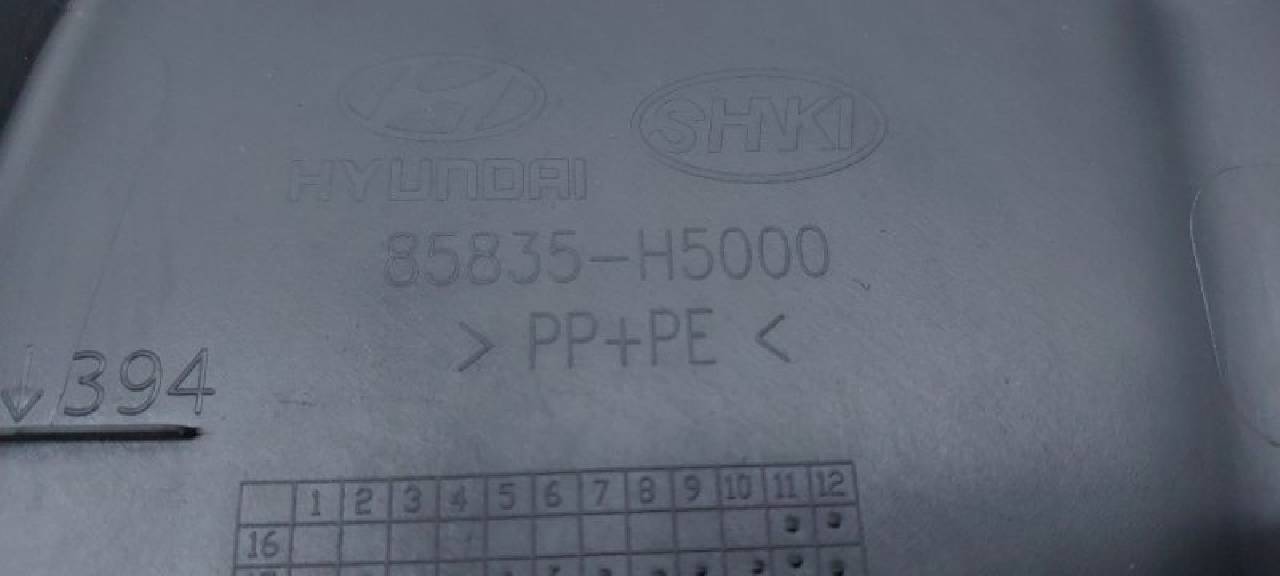 HYUNDAI
SHNKI
85835-H5000
> PP+PE <
394
1 2 3 4 5 6 7 8 9 10 11 12
16